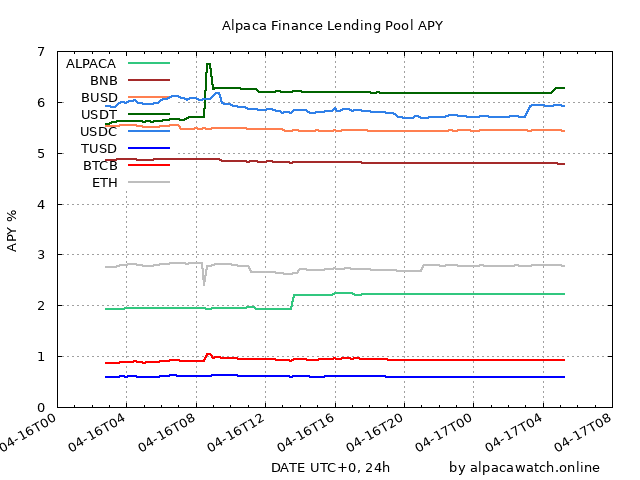 Alpaca Finance Lending Pool APY
7
6
5
4
3
2
1
0
APY %
ALPACA
BNB
BUSD
USDT
USDC
TUSD
BTCB
ETH
04-16T00
04-16T04
04-16T08
04-16T12
04-16T16
04-16T20
04-17T00
04-17T04
04-17T08
DATE UTC+0, 24h
by alpacawatch.online